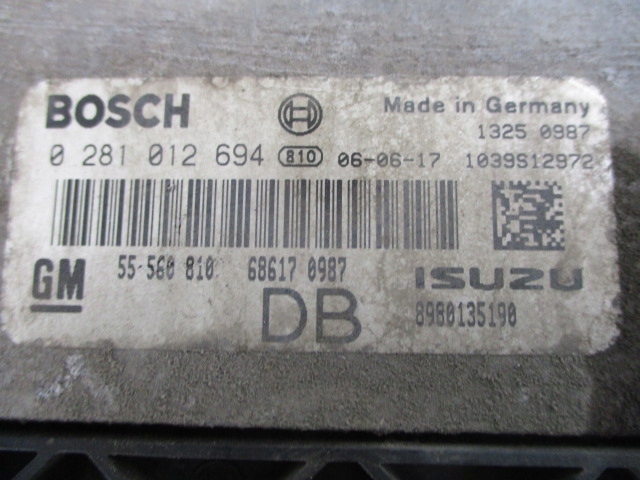 BOSCH Made in Germany
1325 0987
0 281 012 694 810 06-06-17 1039S12972
GM 55-560 810 68617 0987 ISUZU
DB 8980135190